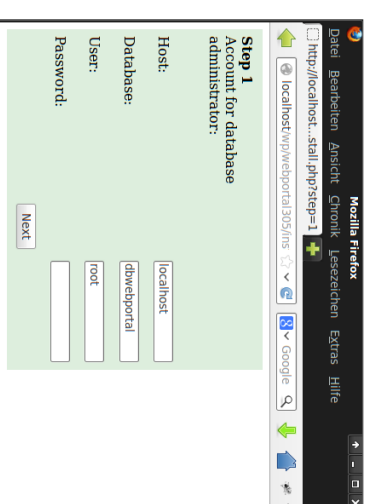 Mozilla Firefox
Datei Bearbeiten Ansicht Chronik Lesezeichen Extras Hilfe
http://localhost...stall.php?step=1
localhost/wp/webportal305/ins
Google
Step 1
Account for database
administrator:
Host: localhost
Database: dbwebportal
User: root
Password:
Next